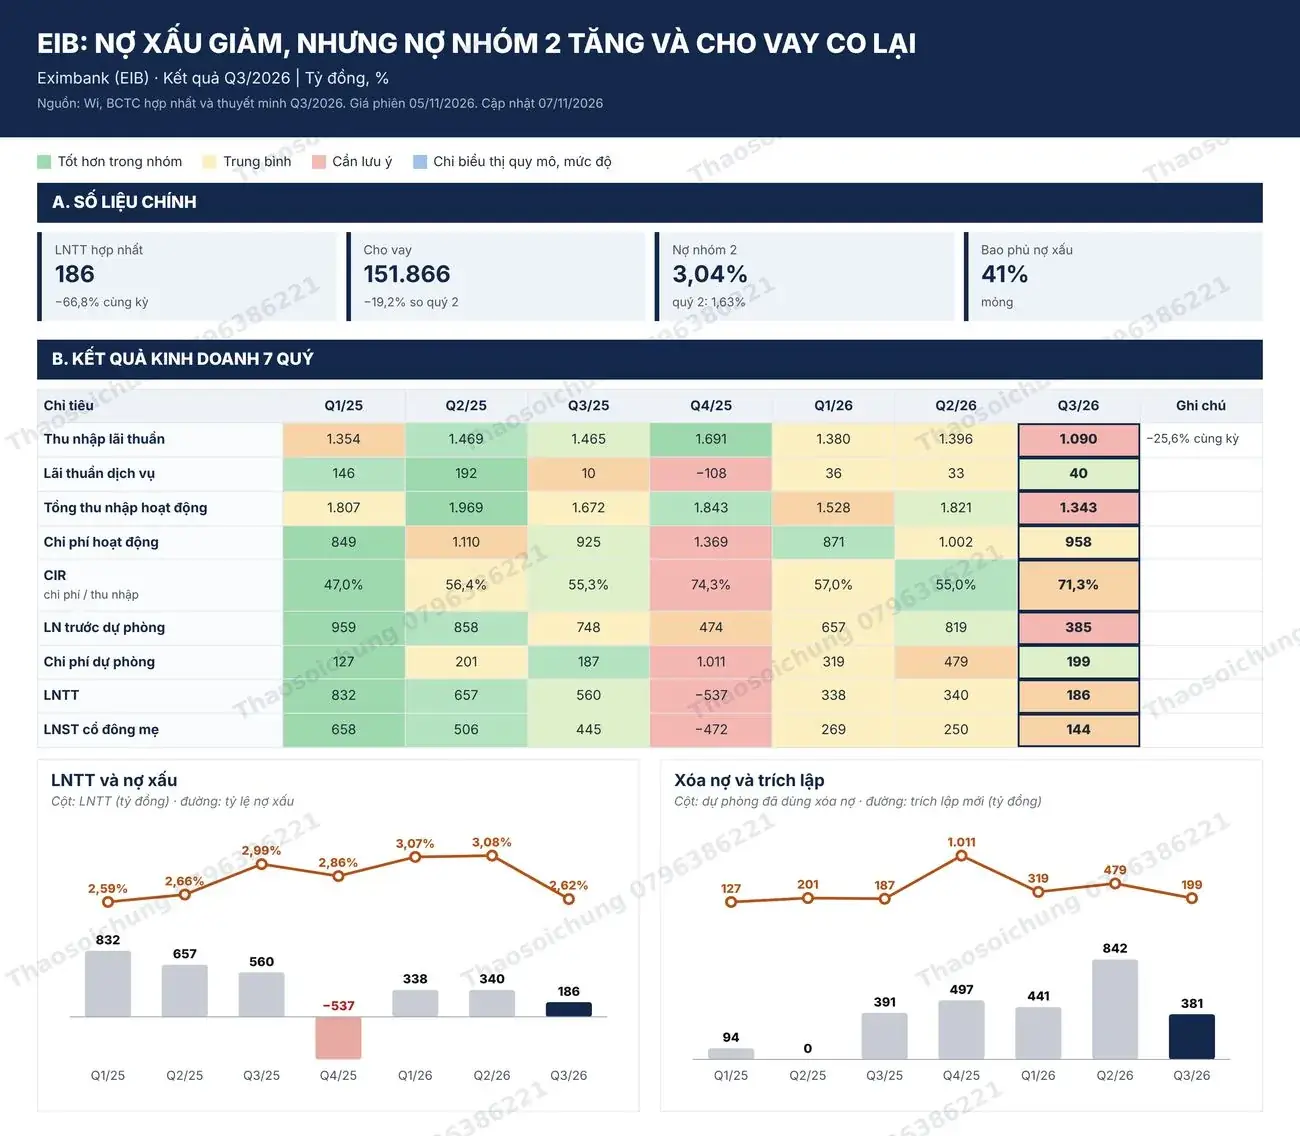 EIB: NỢ XẤU GIẢM, NHƯNG NỢ NHÓM 2 TĂNG VÀ CHO VAY CO LẠI
Eximbank (EIB) · Kết quả Q3/2026 | Tỷ đồng, %
Nguồn: Wi, BCTC hợp nhất và thuyết minh Q3/2026. Giá phiên 05/11/2026. Cập nhật 07/11/2026
Tốt hơn trong nhóm Trung bình Cần lưu ý Chỉ biểu thị quy mô, mức độ
A. SỐ LIỆU CHÍNH
LNTT hợp nhất Cho vay Nợ nhóm 2 Bao phủ nợ xấu
186 151.866 3,04% 41%
−66,8% cùng kỳ −19,2% so quý 2 quý 2: 1,63% mỏng
B. KẾT QUẢ KINH DOANH 7 QUÝ
Chỉ tiêu Q1/25 Q2/25 Q3/25 Q4/25 Q1/26 Q2/26 Q3/26 Ghi chú
Thu nhập lãi thuần 1.354 1.469 1.465 1.691 1.380 1.396 1.090 −25,6% cùng kỳ
Lãi thuần dịch vụ 146 192 10 −108 36 33 40
Tổng thu nhập hoạt động 1.807 1.969 1.672 1.843 1.528 1.821 1.343
Chi phí hoạt động 849 1.110 925 1.369 871 1.002 958
CIR 47,0% 56,4% 55,3% 74,3% 57,0% 55,0% 71,3%
chi phí / thu nhập
LN trước dự phòng 959 858 748 474 657 819 385
Chi phí dự phòng 127 201 187 1.011 319 479 199
LNTT 832 657 560 −537 338 340 186
LNST cổ đông mẹ 658 506 445 −472 269 250 144
LNTT và nợ xấu
Cột: LNTT (tỷ đồng) · đường: tỷ lệ nợ xấu
2,59% 2,66% 2,99% 2,86% 3,07% 3,08% 2,62%
832 657 560 −537 338 340 186
Q1/25 Q2/25 Q3/25 Q4/25 Q1/26 Q2/26 Q3/26
Xóa nợ và trích lập
Cột: dự phòng đã dùng xóa nợ · đường: trích lập mới (tỷ đồng)
127 201 187 1.011 319 479 199
94 0 391 497 441 842 381
Q1/25 Q2/25 Q3/25 Q4/25 Q1/26 Q2/26 Q3/26
Thaosoichung 0796386221